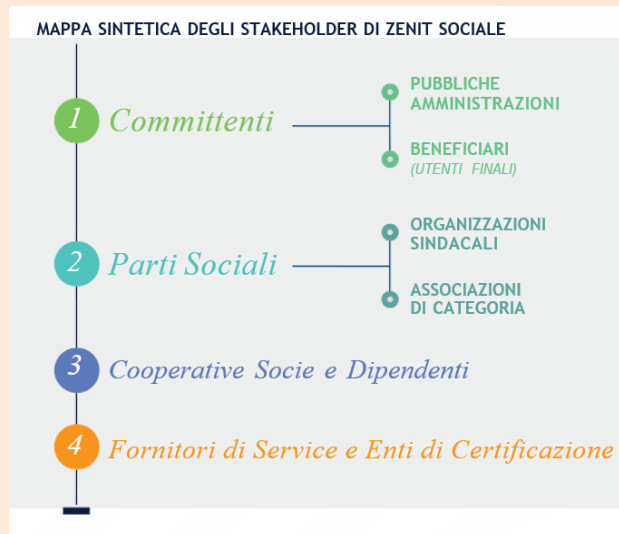 MAPPA SINTETICA DEGLI STAKEHOLDER DI ZENIT SOCIALE
1 Committenti
PUBBLICHE
AMMINISTRAZIONI
BENEFICIARI
(UTENTI FINALI)
2 Parti Sociali
ORGANIZZAZIONI
SINDACALI
ASSOCIAZIONI
DI CATEGORIA
3 Cooperative Socie e Dipendenti
4 Fornitori di Service e Enti di Certificazione